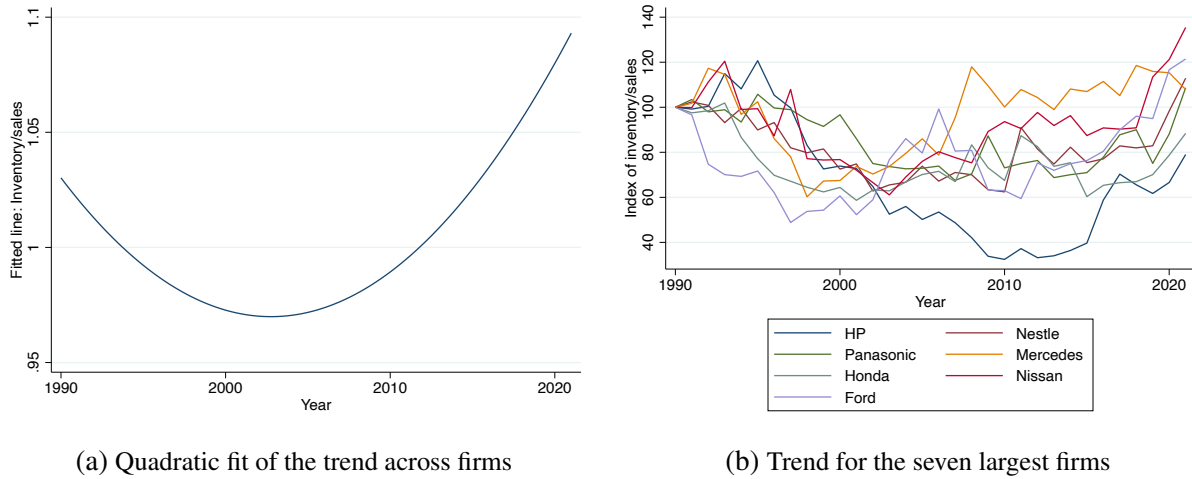 Fitted line: Inventory/sales
1.1
1.05
1
.95
1990
2000
2010
2020
Year
(a) Quadratic fit of the trend across firms
Index of inventory/sales
140
120
100
80
60
40
1990
2000
2010
2020
Year
HP
Nestle
Panasonic
Mercedes
Honda
Nissan
Ford
(b) Trend for the seven largest firms